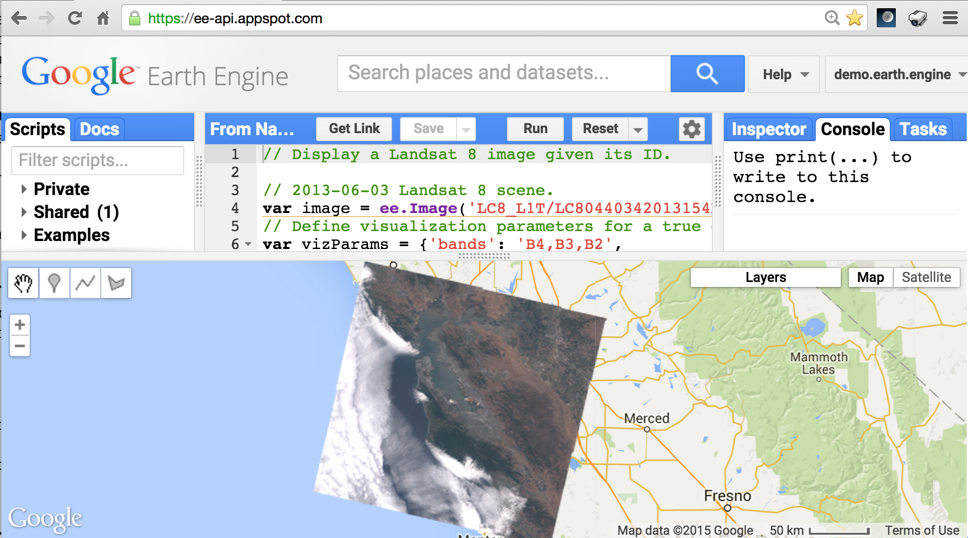 https://ee-api.appspot.com
Google Earth Engine
Search places and datasets...
Help
demo.earth.engine
Scripts
Docs
From Na...
Get Link
Save
Run
Reset
Inspector
Console
Tasks
Filter scripts...
Private
Shared (1)
Examples
1 // Display a Landsat 8 image given its ID.
2
3 // 2013-06-03 Landsat 8 scene.
4 var image = ee.Image('LC8_L1T/LC80440342013154
5 // Define visualization parameters for a true
6 var vizParams = {'bands': 'B4,B3,B2',
Use print(...) to
write to this
console.
Layers
Map
Satellite
Mammoth
Lakes
Merced
Fresno
Google
Map data ©2015 Google
50 km
Terms of Use